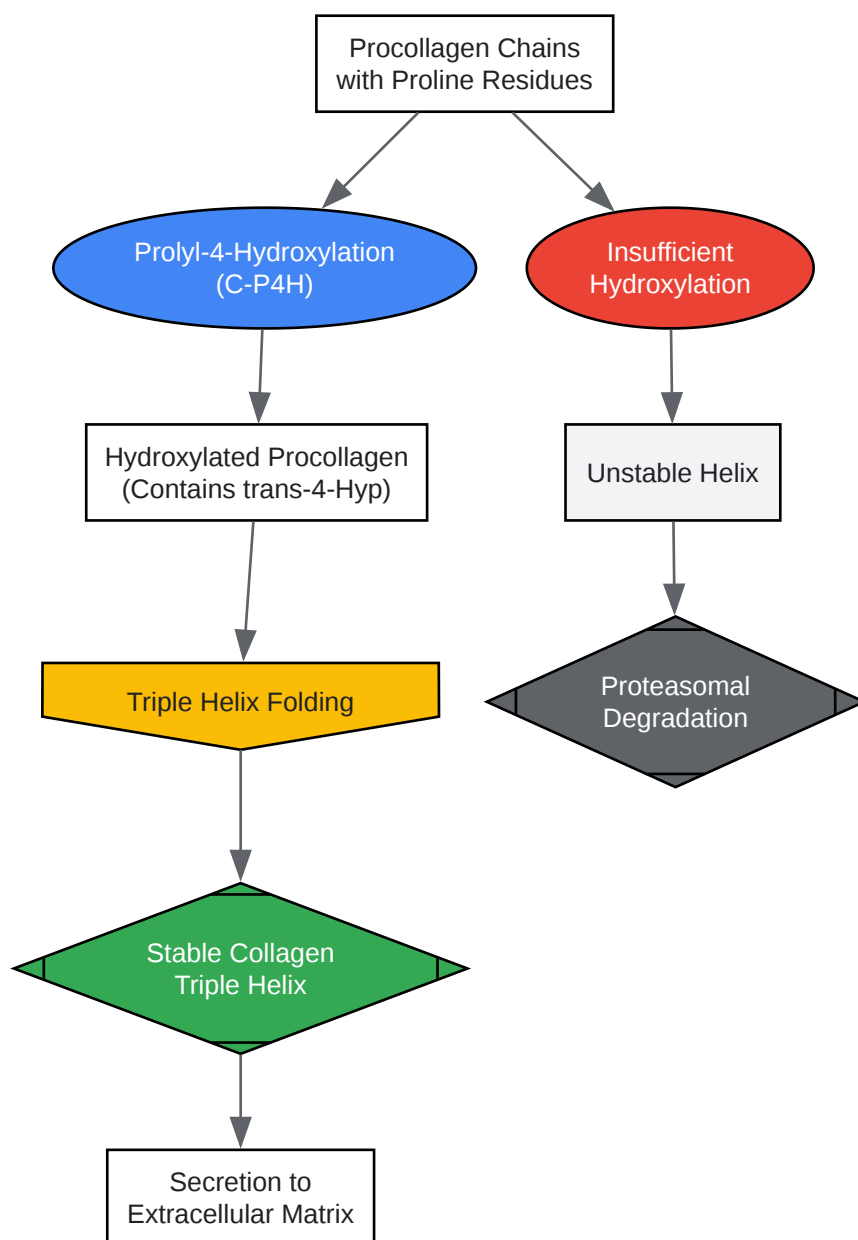 Procollagen Chains
with Proline Residues
Prolyl-4-Hydroxylation
(C-P4H)
Insufficient
Hydroxylation
Hydroxylated Procollagen
(Contains trans-4-Hyp)
Unstable Helix
Triple Helix Folding
Proteasomal
Degradation
Stable Collagen
Triple Helix
Secretion to
Extracellular Matrix